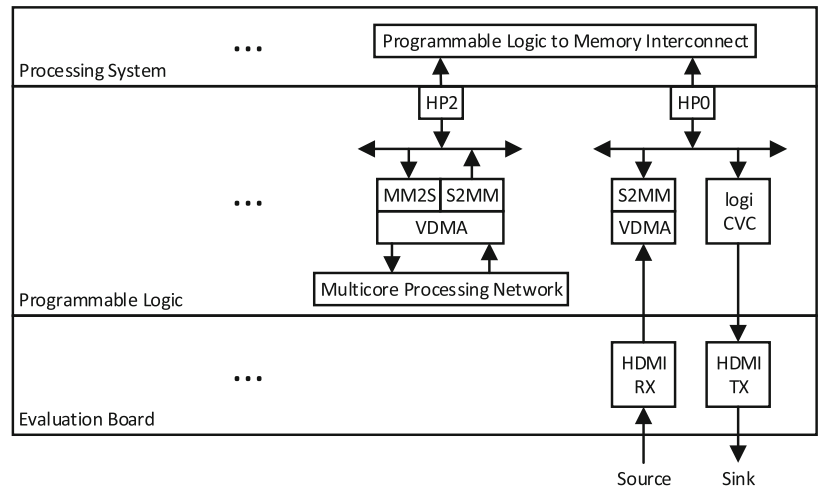 ...
Programmable Logic to Memory Interconnect
Processing System
HP2
HP0
...
MM2S
S2MM
VDMA
S2MM
VDMA
logi
CVC
Multicore Processing Network
Programmable Logic
...
HDMI
RX
HDMI
TX
Evaluation Board
Source
Sink